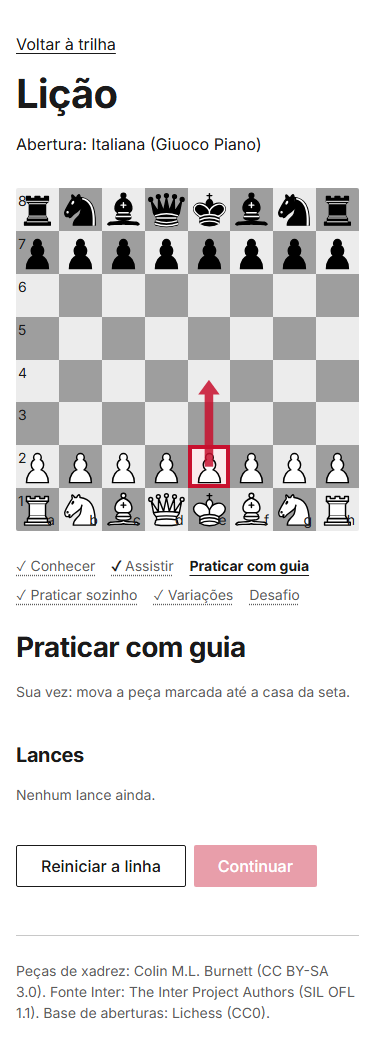 Voltar à trilha
Lição
Abertura: Italiana (Giuoco Piano)
8
7
6
5
4
3
2
1
a b c d e f g h
✓ Conhecer ✓ Assistir Praticar com guia
✓ Praticar sozinho ✓ Variações Desafio
Praticar com guia
Sua vez: mova a peça marcada até a casa da seta.
Lances
Nenhum lance ainda.
Reiniciar a linha Continuar
Peças de xadrez: Colin M.L. Burnett (CC BY-SA
3.0). Fonte Inter: The Inter Project Authors (SIL OFL
1.1). Base de aberturas: Lichess (CC0).